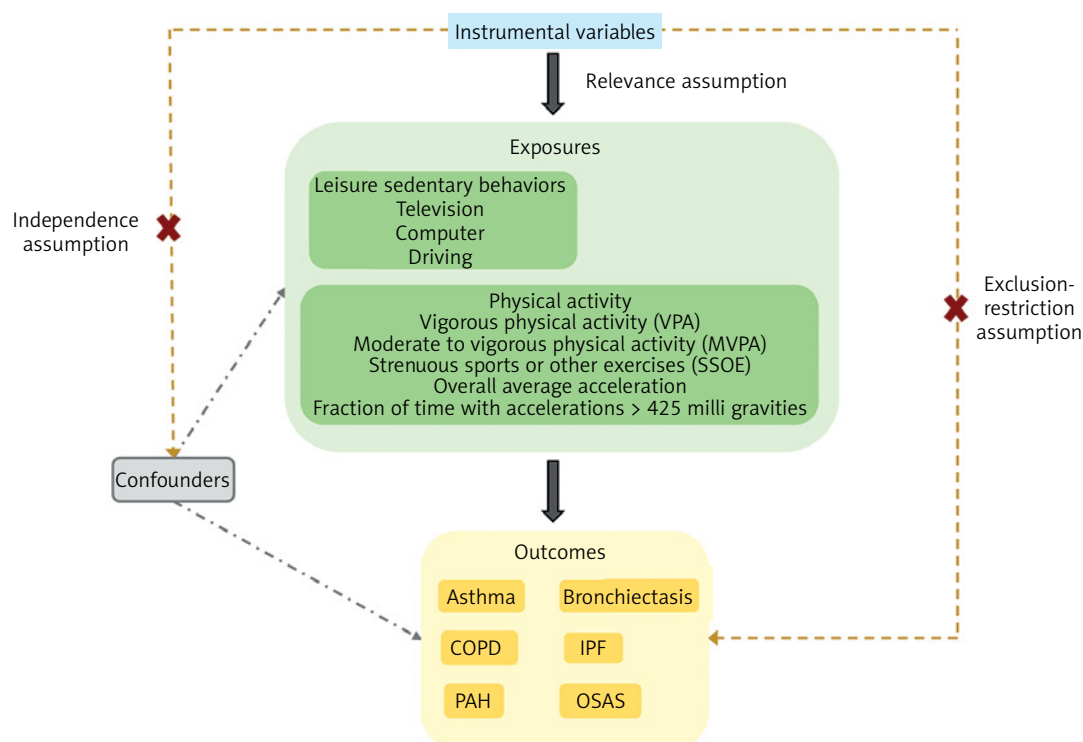 Instrumental variables
Relevance assumption
Exposures
Leisure sedentary behaviors
Television
Computer
Driving
Independence
assumption
Physical activity
Vigorous physical activity (VPA)
Moderate to vigorous physical activity (MVPA)
Strenuous sports or other exercises (SSOE)
Overall average acceleration
Fraction of time with accelerations > 425 milli gravities
Exclusion-
restriction
assumption
Confounders
Outcomes
Asthma
Bronchiectasis
COPD
IPF
PAH
OSAS